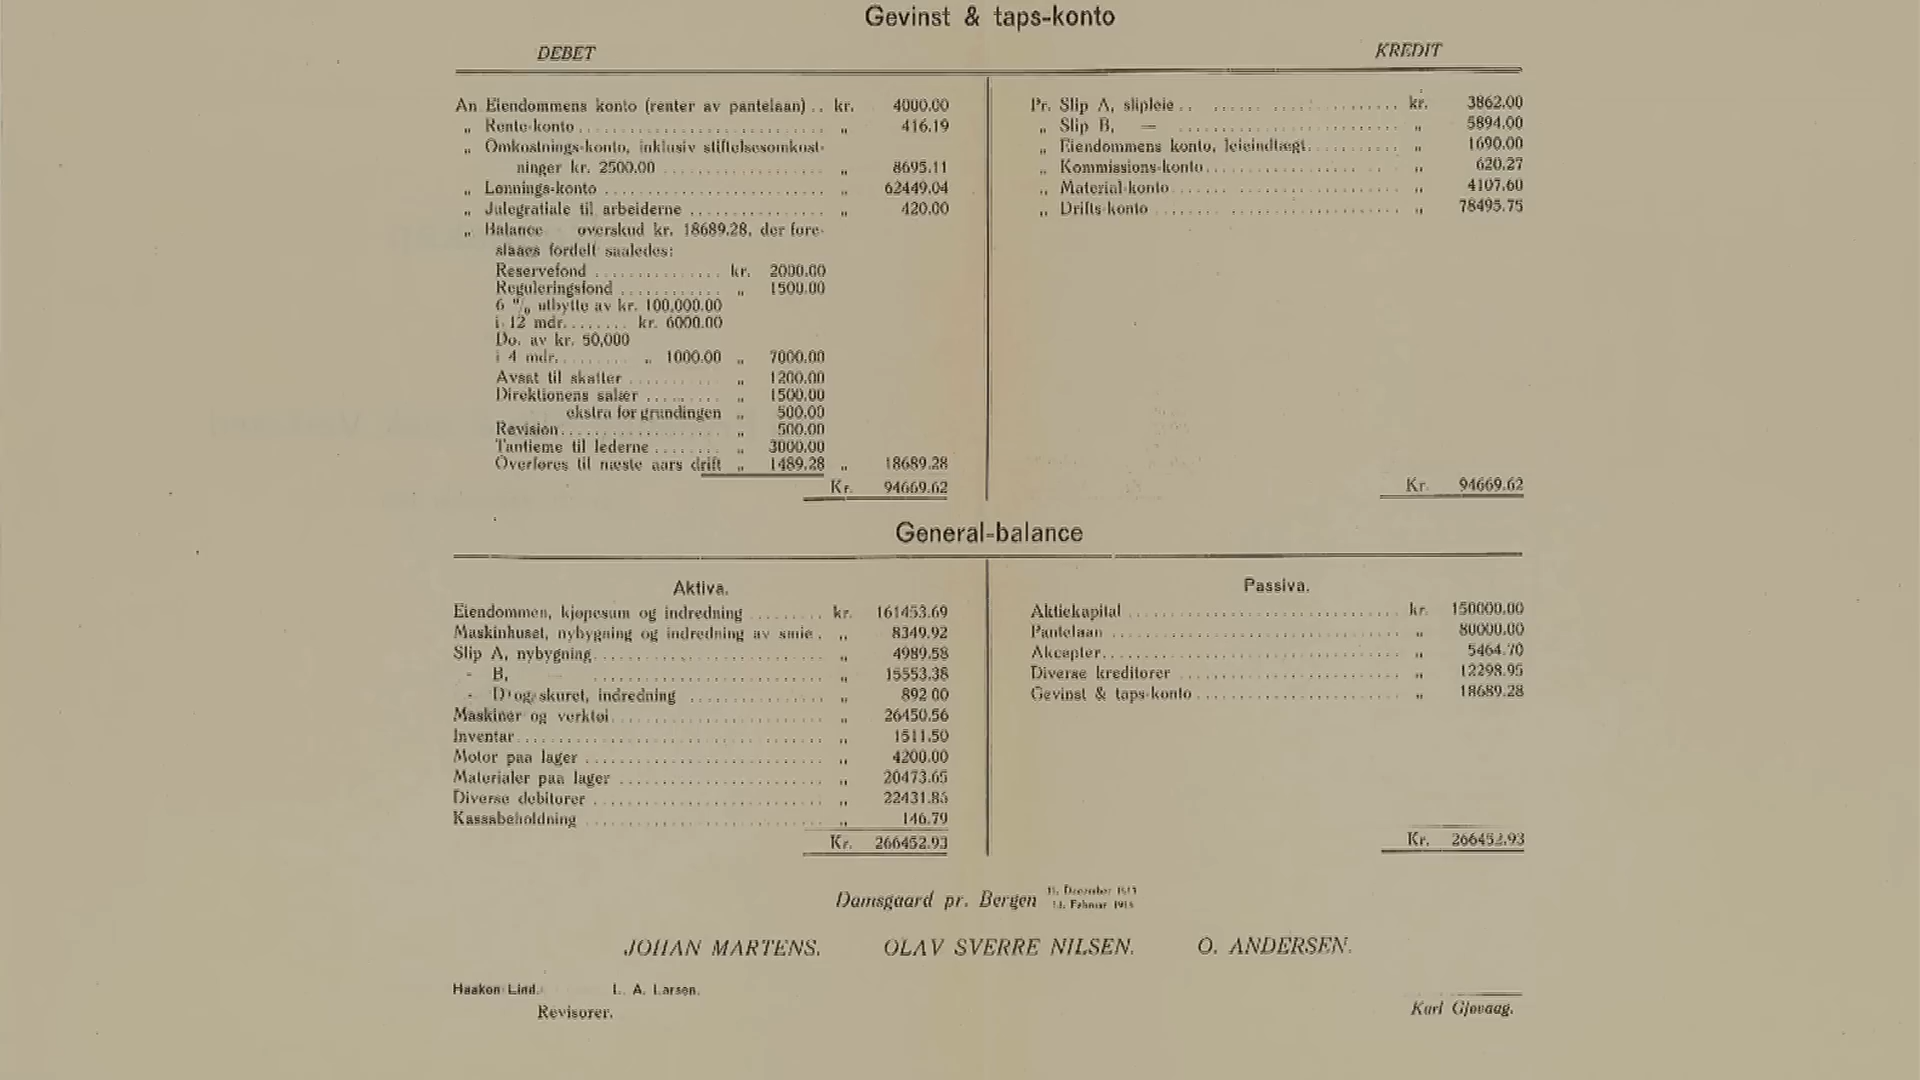 Gevinst & taps-konto
DEBET
KREDIT
An Eiendommens konto (renter av pantelaan) .. kr. 4000.00
„ Rente-konto „ 416.19
„ Omkostnings-konto, inklusiv stiftelsesomkost-
ninger kr. 2500.00 „ 8695.11
„ Lønnings-konto „ 62449.04
„ Julegratiale til arbeiderne „ 420.00
„ Balance overskud kr. 18689.28, der fore-
slaaes fordelt saaledes:
Reservefond kr. 2000.00
Reguleringsfond „ 1500.00
6 % utbytte av kr. 100,000.00
i 12 mdr. kr. 6000.00
Do. av kr. 50,000
i 4 mdr. „ 1000.00 „ 7000.00
Avsat til skatter „ 1200.00
Direktionens salær „ 1500.00
ekstra for grundingen „ 500.00
Revision „ 500.00
Tantieme til lederne „ 3000.00
Overføres til næste aars drift „ 1489.28 „ 18689.28
Kr. 94669.62
Pr. Slip A, slipleie kr. 3862.00
„ Slip B, — „ 5894.00
„ Eiendommens konto, leieindtægt „ 1690.00
„ Kommissions-konto „ 620.27
„ Material-konto „ 4107.60
„ Drifts-konto „ 78495.75
Kr. 94669.62
General-balance
Aktiva.
Eiendommen, kjøpesum og indredning kr. 161453.69
Maskinhuset, nybygning og indredning av smie „ 8349.92
Slip A, nybygning „ 4989.58
- B, „ 15553.38
- D og skuret, indredning „ 892.00
Maskiner og verktøi „ 26450.56
Inventar „ 1511.50
Motor paa lager „ 4200.00
Materialer paa lager „ 20473.65
Diverse debitorer „ 22431.86
Kassabeholdning „ 146.79
Kr. 266452.93
Passiva.
Aktiekapital kr. 150000.00
Pantelaan „ 80000.00
Akcepter „ 5464.70
Diverse kreditorer „ 12298.95
Gevinst & taps-konto „ 18689.28
Kr. 266452.93
Damsgaard pr. Bergen
JOHAN MARTENS. OLAV SVERRE NILSEN. O. ANDERSEN.
Haakon Lind. L. A. Larsen.
Revisorer.
Karl Gjøvaag.